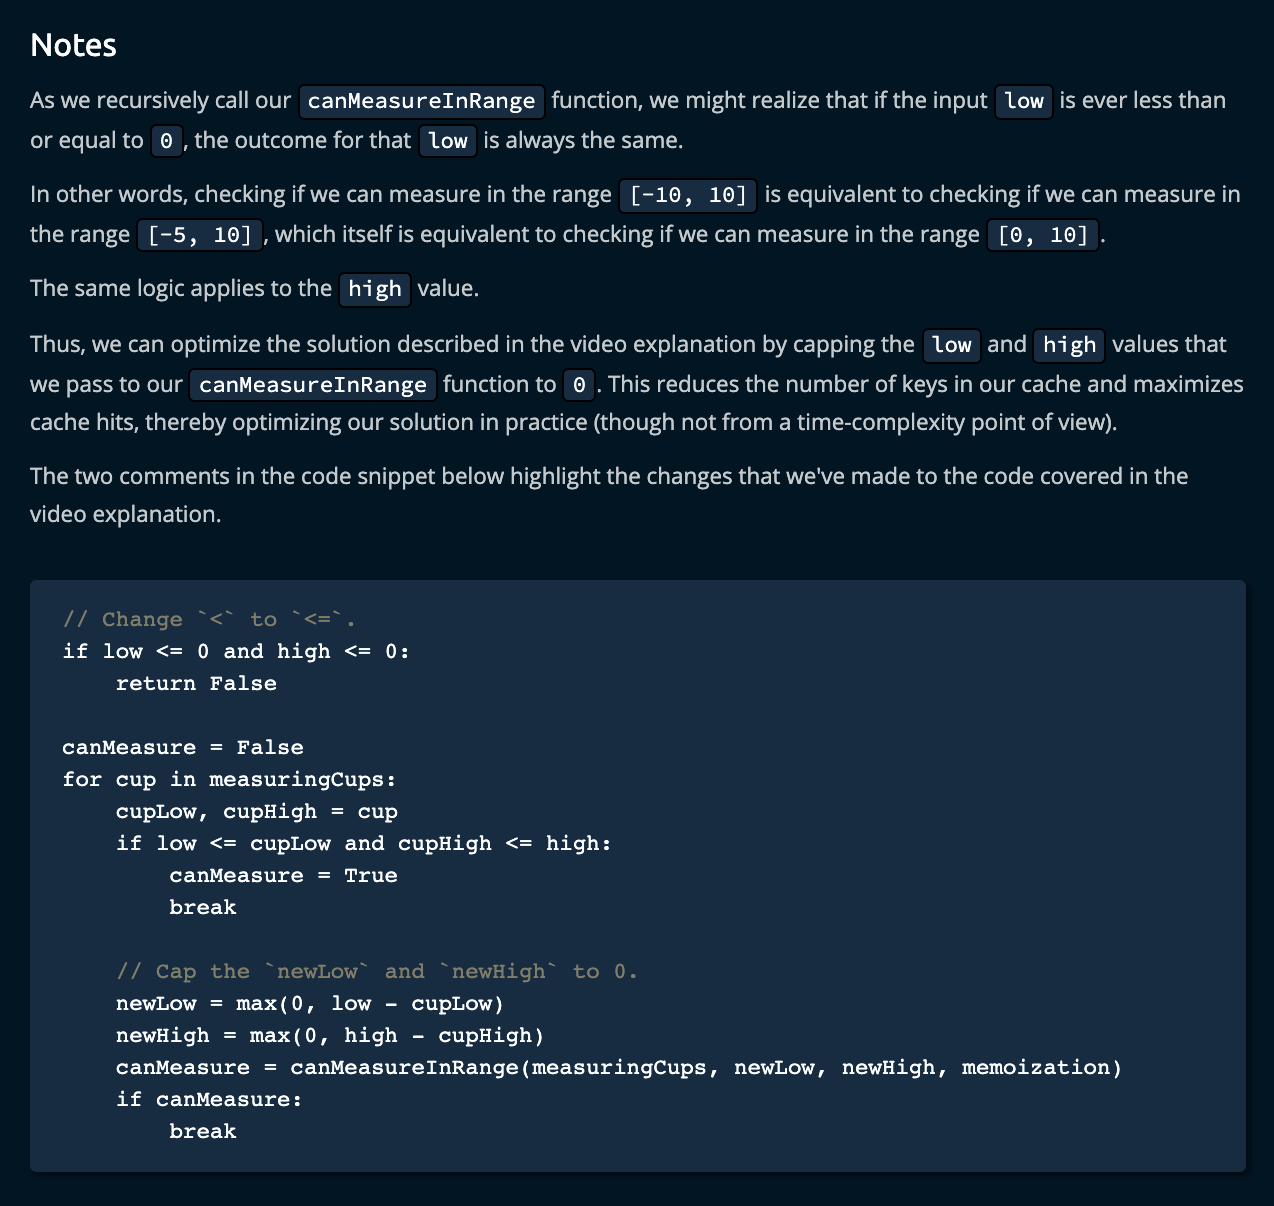 Notes
As we recursively call our canMeasureInRange function, we might realize that if the input low is ever less than
or equal to 0, the outcome for that low is always the same.
In other words, checking if we can measure in the range [-10, 10] is equivalent to checking if we can measure in
the range [-5, 10], which itself is equivalent to checking if we can measure in the range [0, 10].
The same logic applies to the high value.
Thus, we can optimize the solution described in the video explanation by capping the low and high values that
we pass to our canMeasureInRange function to 0. This reduces the number of keys in our cache and maximizes
cache hits, thereby optimizing our solution in practice (though not from a time-complexity point of view).
The two comments in the code snippet below highlight the changes that we've made to the code covered in the
video explanation.
// Change `<` to `<=`.
if low <= 0 and high <= 0:
    return False
canMeasure = False
for cup in measuringCups:
    cupLow, cupHigh = cup
    if low <= cupLow and cupHigh <= high:
        canMeasure = True
        break
    // Cap the `newLow` and `newHigh` to 0.
    newLow = max(0, low - cupLow)
    newHigh = max(0, high - cupHigh)
    canMeasure = canMeasureInRange(measuringCups, newLow, newHigh, memoization)
    if canMeasure:
        break